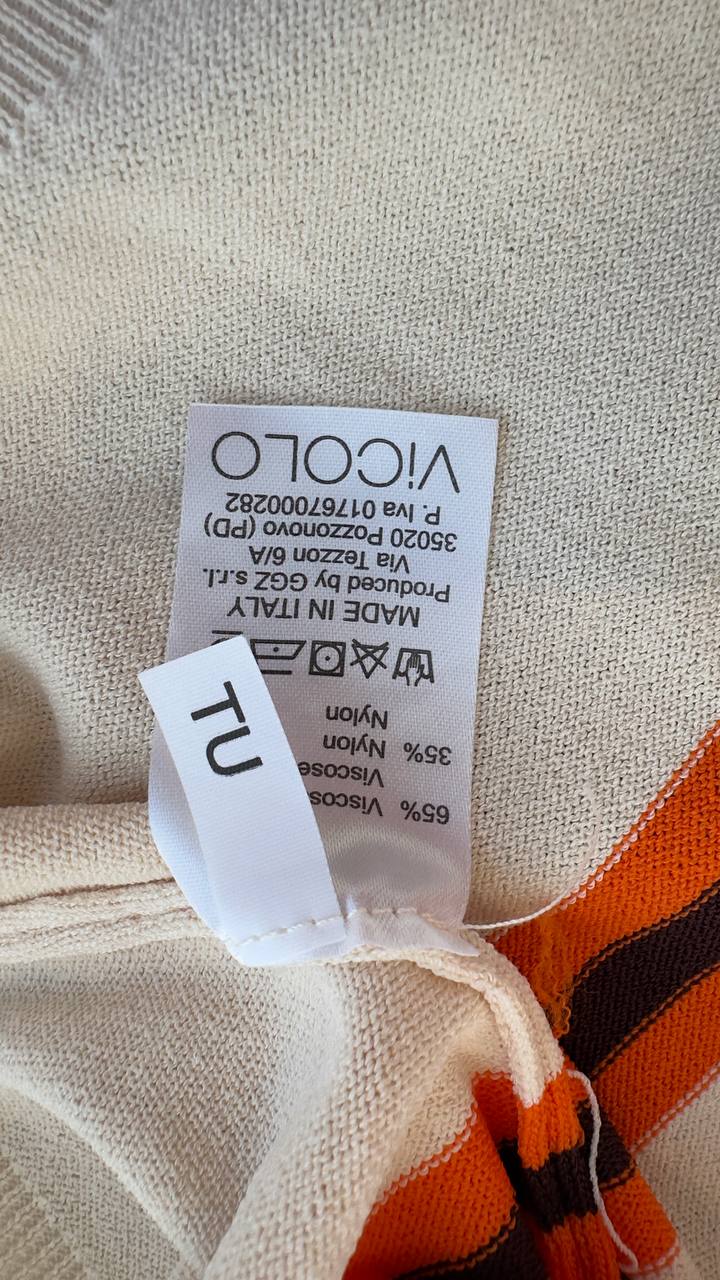 65% Viscose
Viscose
35% Nylon
Nylon
MADE IN ITALY
Produced by GGZ s.r.l.
Via Tezzon 6/A
35020 Pozzonovo (PD)
P. Iva 01767000282
ViCOLO
TU